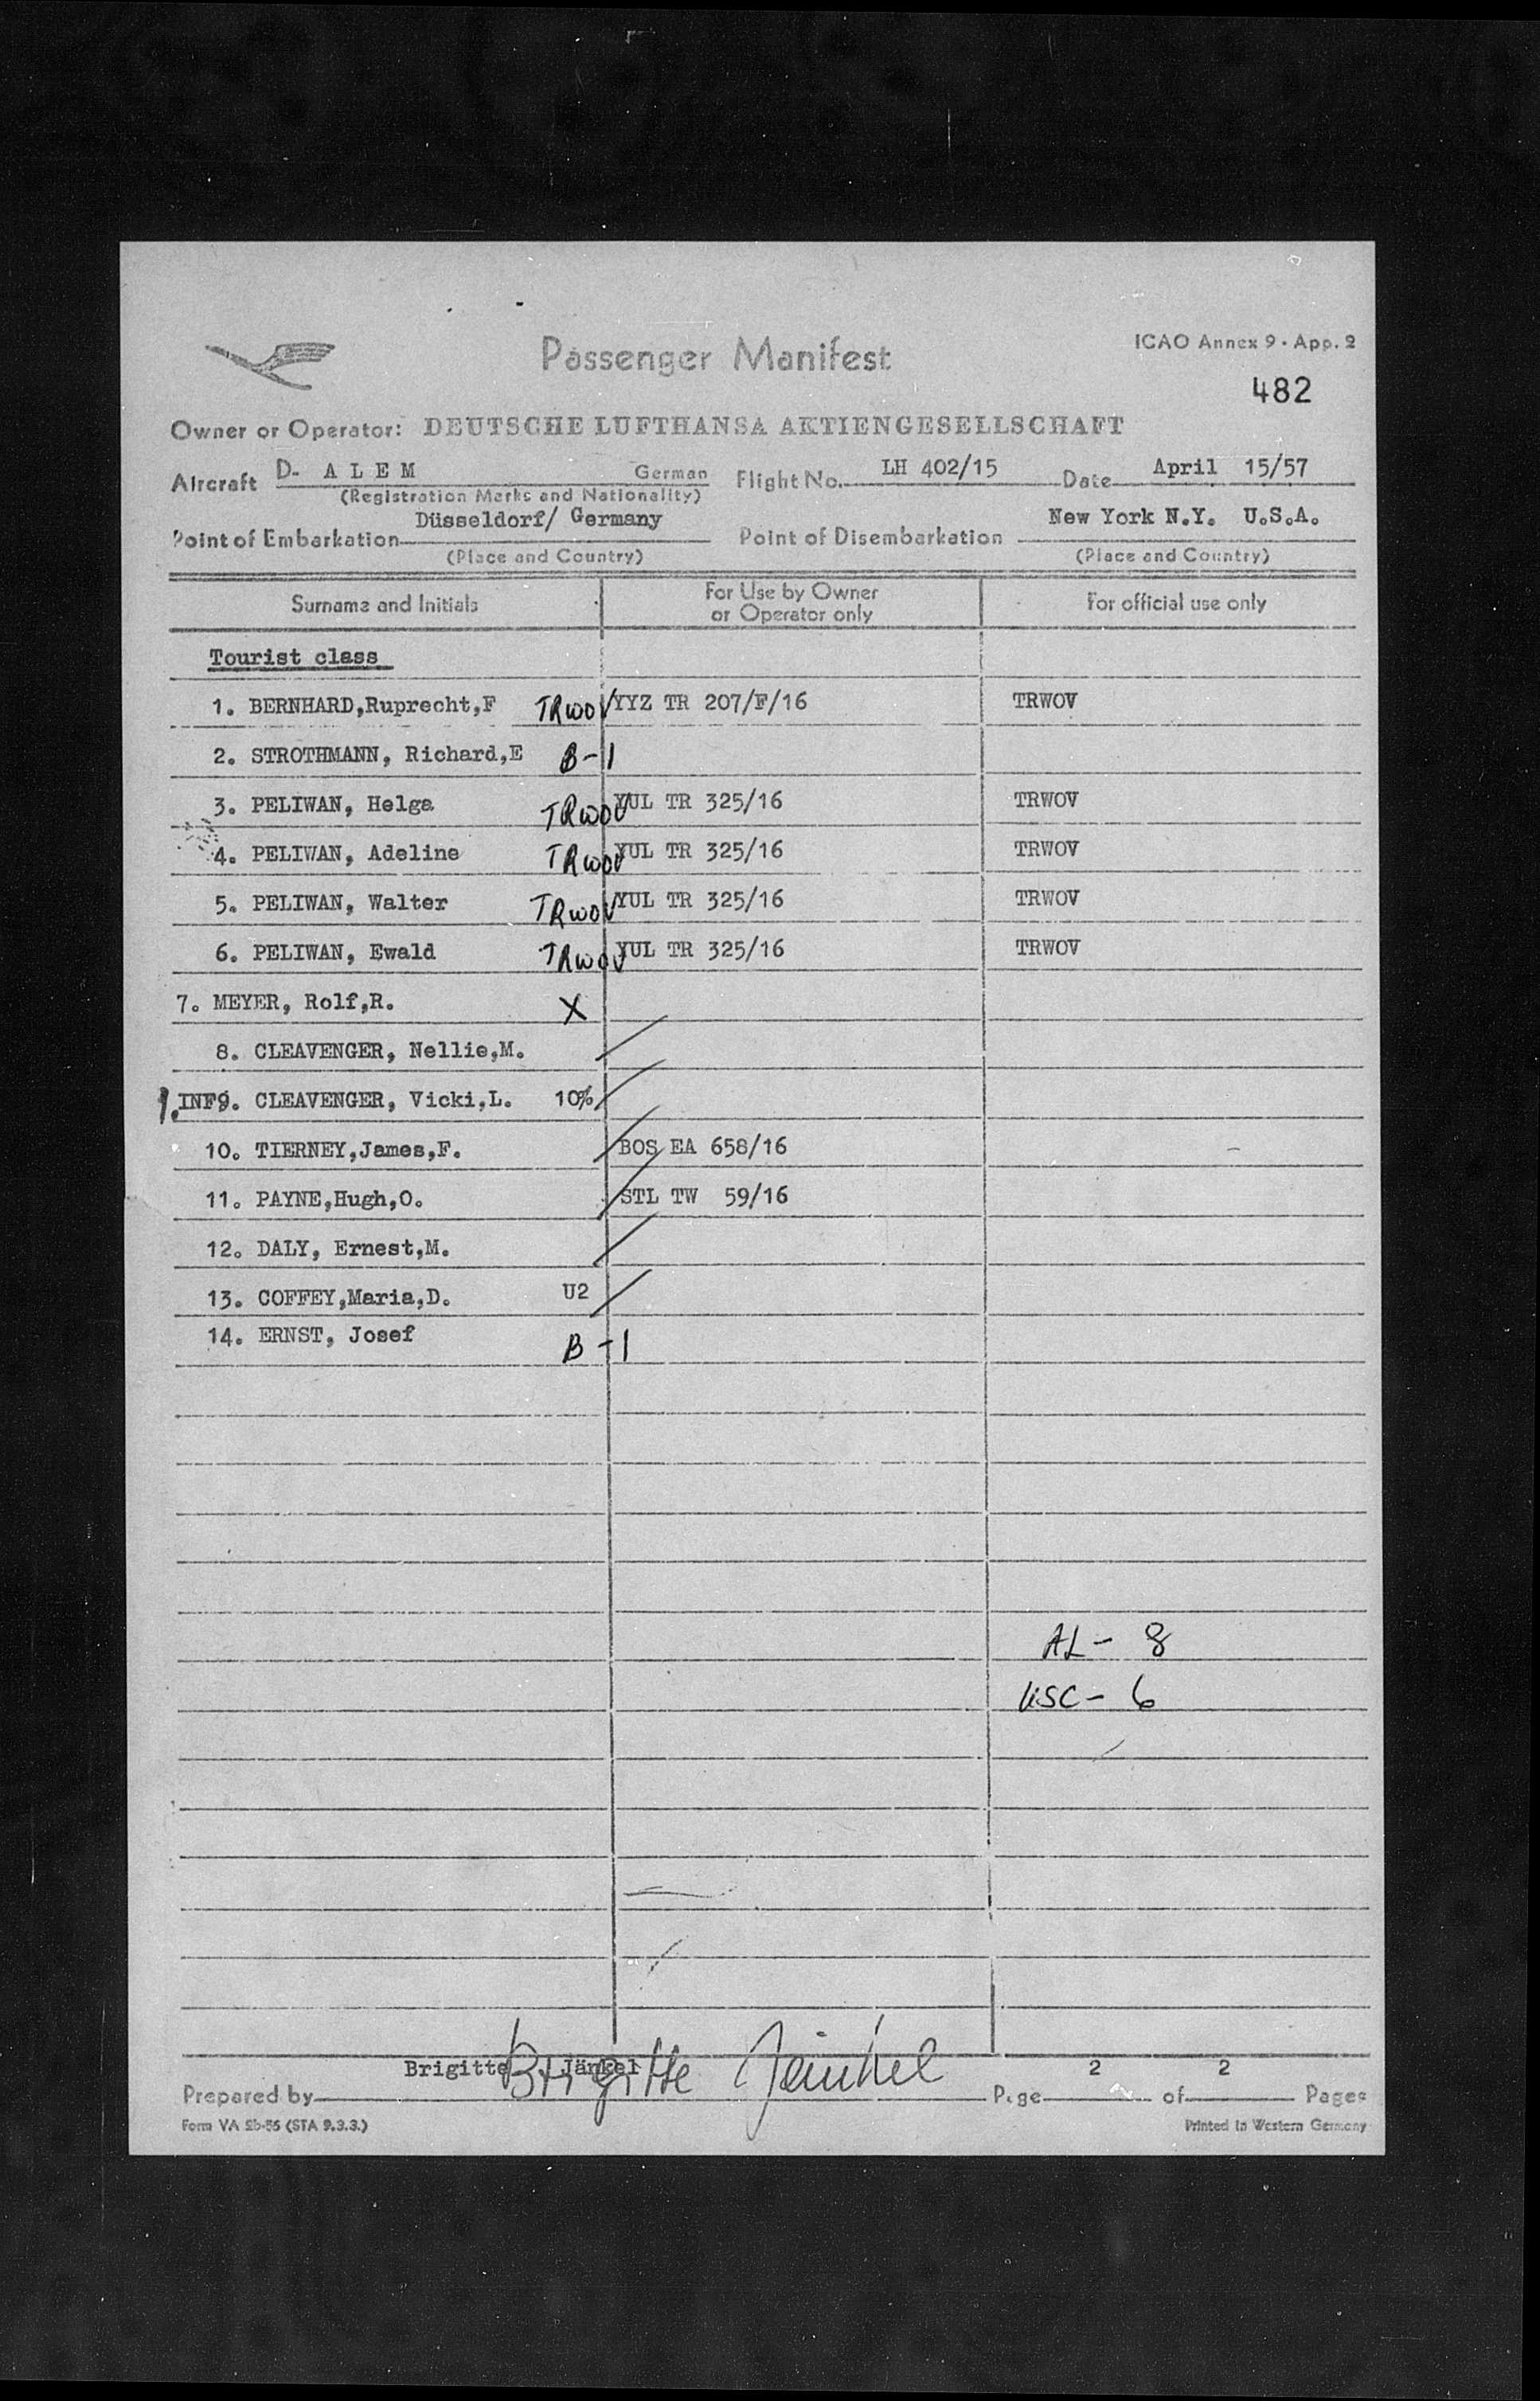 Passenger Manifest
ICAO Annex 9 · App. 2
482
Owner or Operator: DEUTSCHE LUFTHANSA AKTIENGESELLSCHAFT
Aircraft D- A L E M German Flight No. LH 402/15 Date April 15/57
(Registration Marks and Nationality)
Point of Embarkation Düsseldorf/ Germany Point of Disembarkation New York N.Y. U.S.A.
(Place and Country) (Place and Country)
Surname and Initials For Use by Owner or Operator only For official use only
Tourist class
1. BERNHARD,Ruprecht,F TRWOV YYZ TR 207/F/16 TRWOV
2. STROTHMANN, Richard,E B-1
3. PELIWAN, Helga TRWOV YUL TR 325/16 TRWOV
4. PELIWAN, Adeline TRWOV YUL TR 325/16 TRWOV
5. PELIWAN, Walter TRWOV YUL TR 325/16 TRWOV
6. PELIWAN, Ewald TRWOV YUL TR 325/16 TRWOV
7. MEYER, Rolf,R. X
8. CLEAVENGER, Nellie,M.
1. INF9. CLEAVENGER, Vicki,L. 10%
10. TIERNEY,James,F. BOS EA 658/16
11. PAYNE,Hugh,O. STL TW 59/16
12. DALY, Ernest,M.
13. COFFEY,Maria,D. U2
14. ERNST, Josef B-1
AL- 8
USC- 6
Brigitte Jänkel Brigitte Jänkel 2 2
Prepared by Page of Pages
Form VA 2b-56 (STA 9.3.3.) Printed in Western Germany